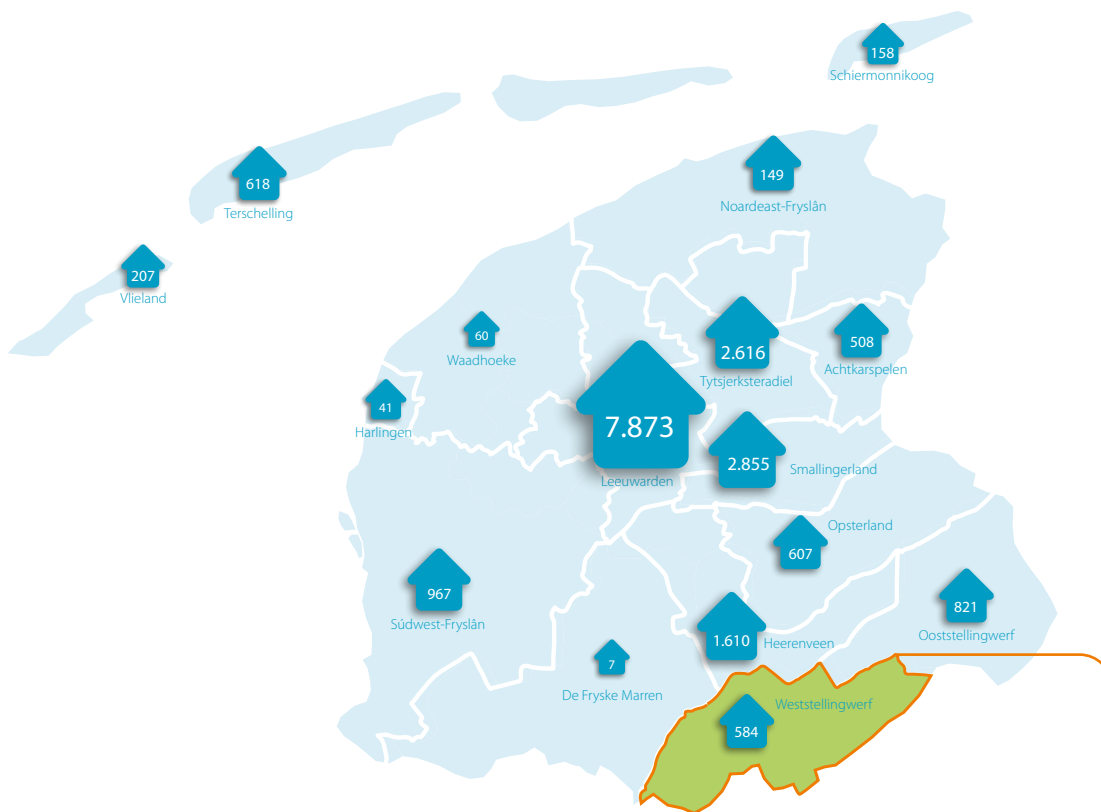 158
Schiermonnikoog
149
Noardeast-Fryslân
618
Terschelling
207
Vlieland
60
Waadhoeke
2.616
Tytsjerksteradiel
508
Achtkarspelen
41
Harlingen
7.873
Leeuwarden
2.855
Smallingerland
Opsterland
607
967
Súdwest-Fryslân
821
Ooststellingwerf
1.610
Heerenveen
7
De Fryske Marren
Weststellingwerf
584